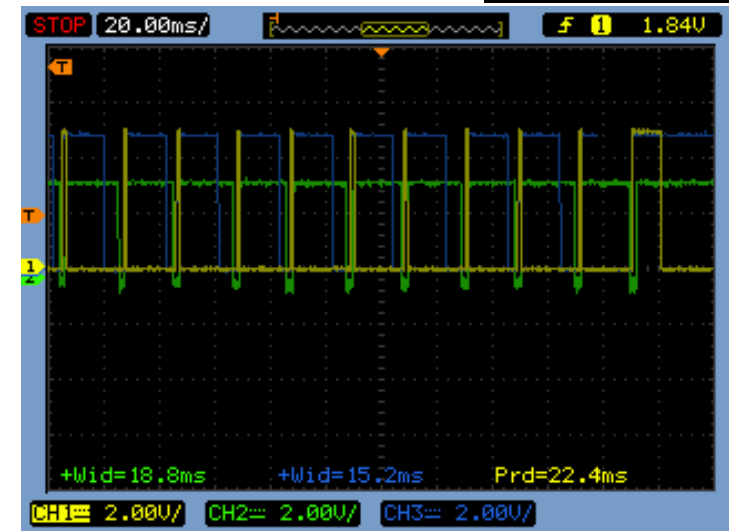 STOP 20.00ms/ T 1 1.84V
T
T
1
2
+Wid=18.8ms +Wid=15.2ms Prd=22.4ms
CH1 2.00V/ CH2 2.00V/ CH3 2.00V/